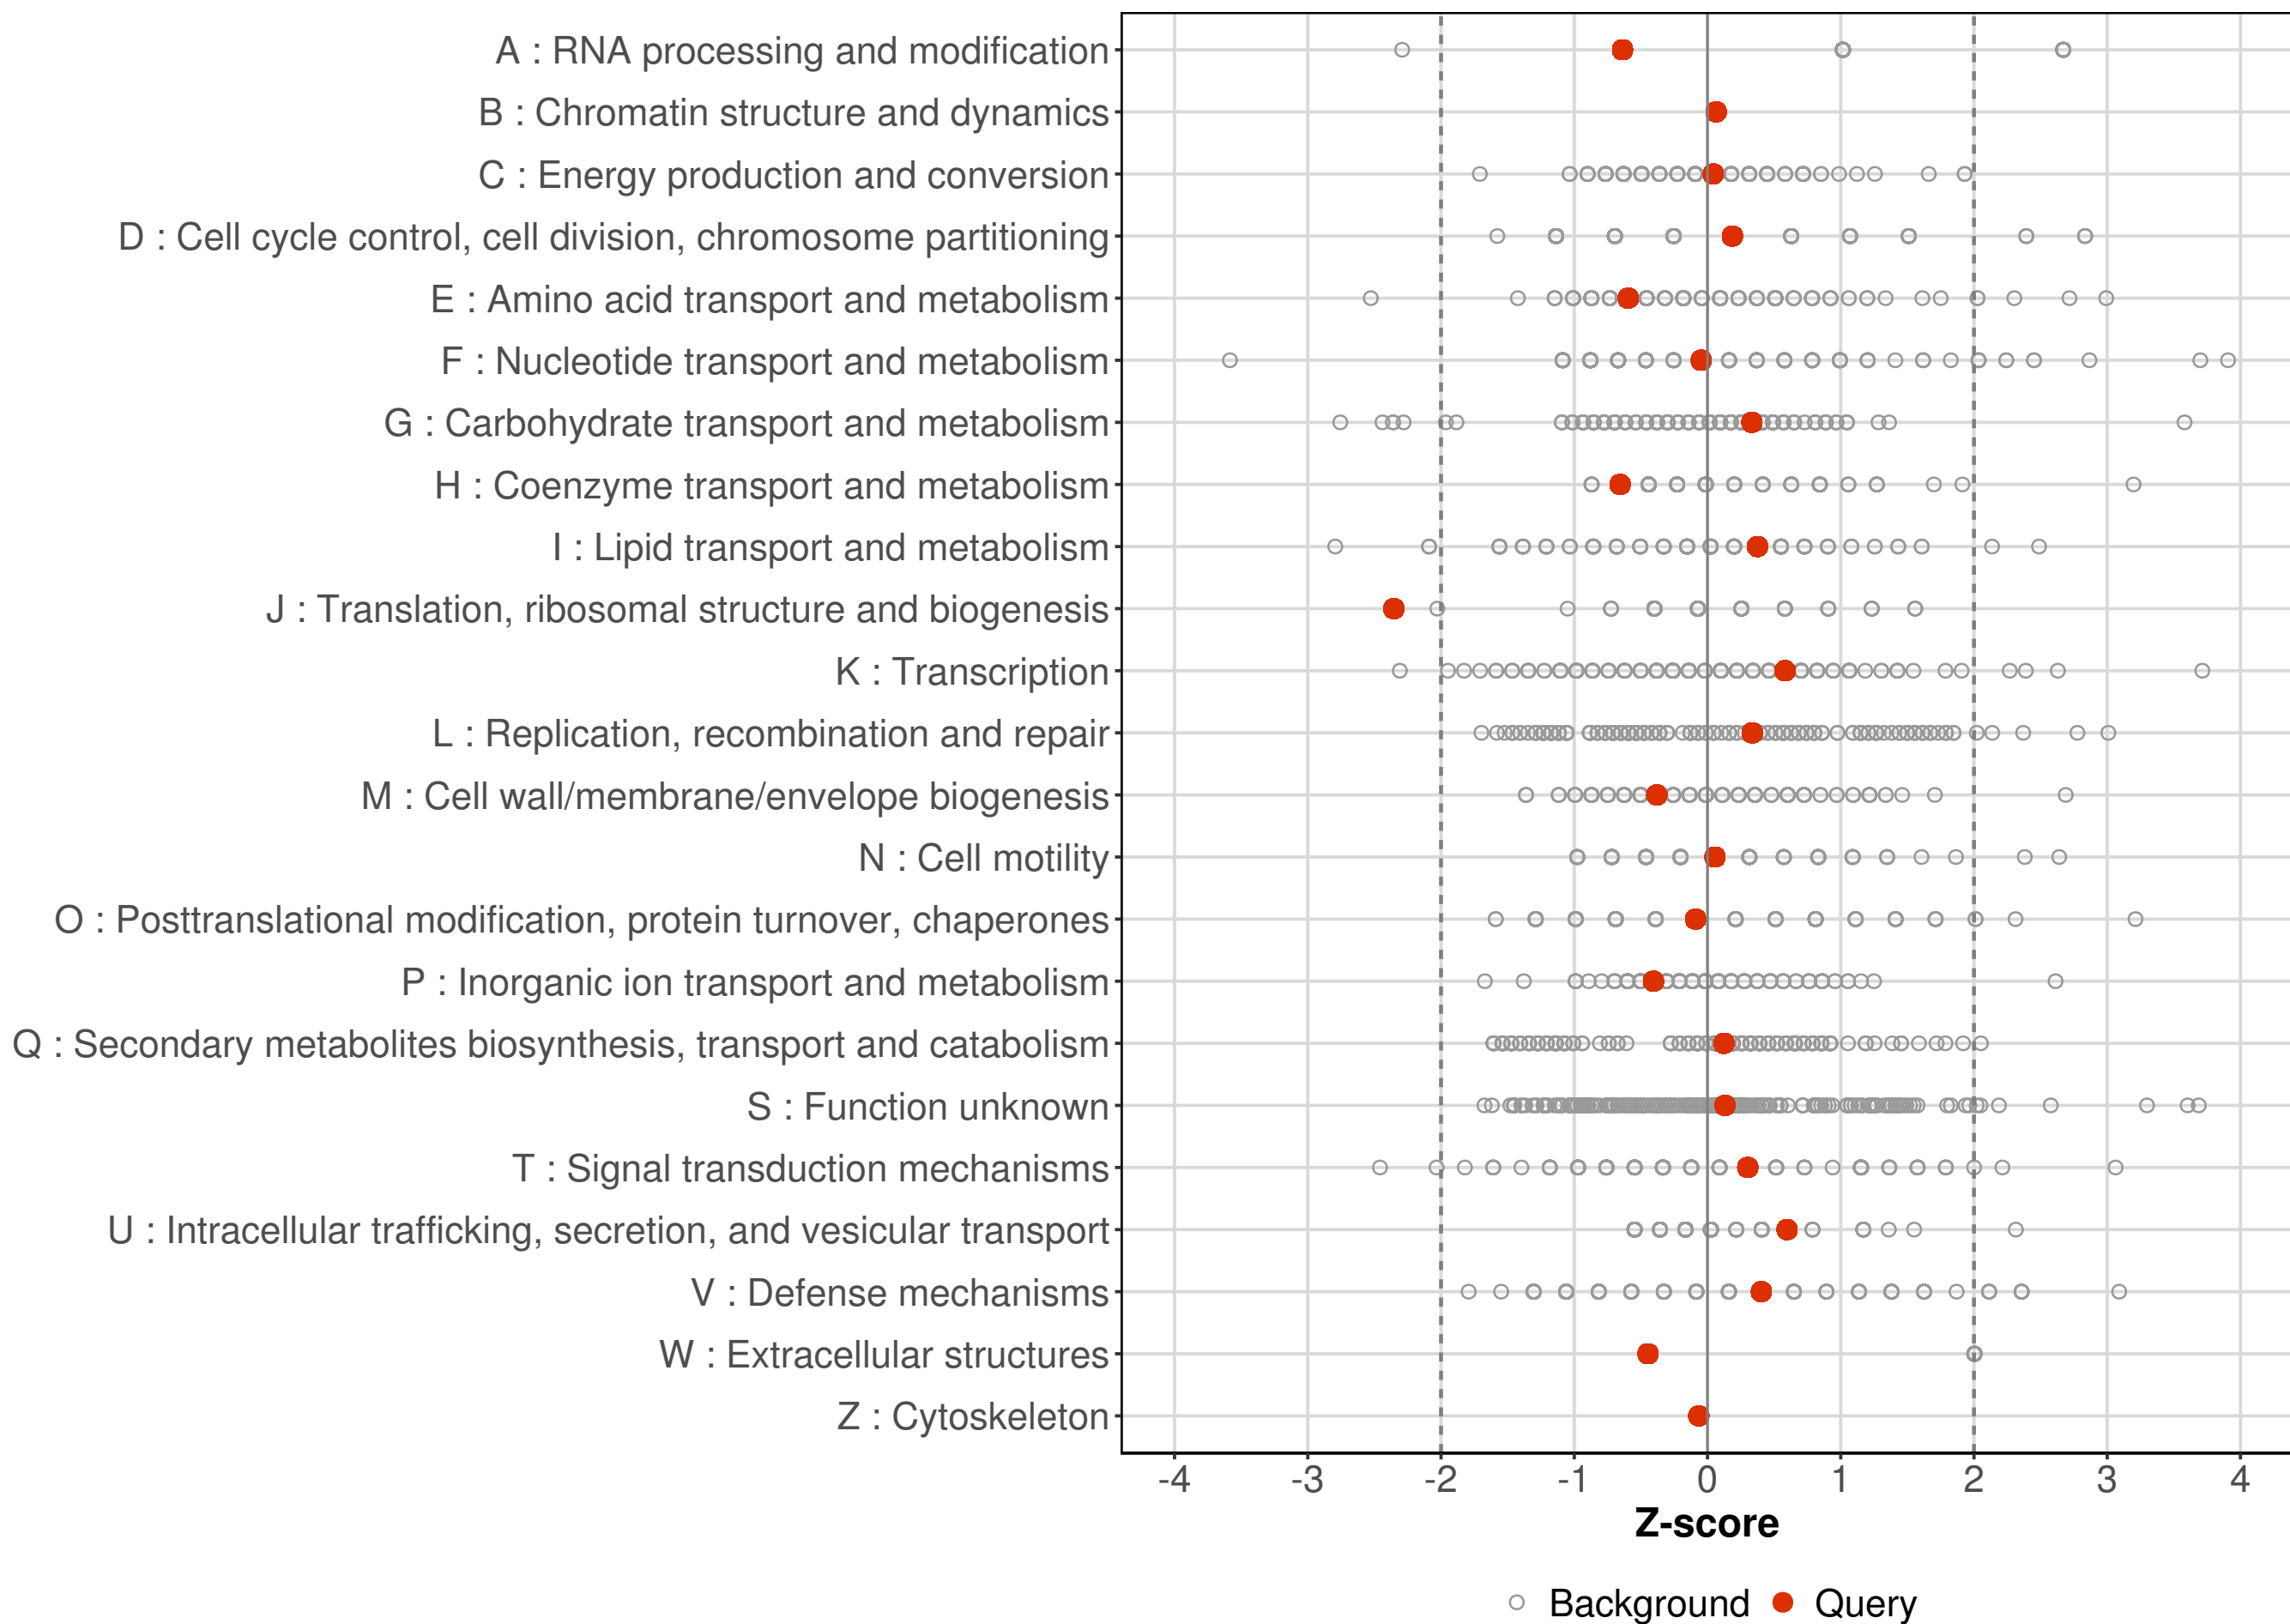 A : RNA processing and modification
B : Chromatin structure and dynamics
C : Energy production and conversion
D : Cell cycle control, cell division, chromosome partitioning
E : Amino acid transport and metabolism
F : Nucleotide transport and metabolism
G : Carbohydrate transport and metabolism
H : Coenzyme transport and metabolism
I : Lipid transport and metabolism
J : Translation, ribosomal structure and biogenesis
K : Transcription
L : Replication, recombination and repair
M : Cell wall/membrane/envelope biogenesis
N : Cell motility
O : Posttranslational modification, protein turnover, chaperones
P : Inorganic ion transport and metabolism
Q : Secondary metabolites biosynthesis, transport and catabolism
S : Function unknown
T : Signal transduction mechanisms
U : Intracellular trafficking, secretion, and vesicular transport
V : Defense mechanisms
W : Extracellular structures
Z : Cytoskeleton
-4 -3 -2 -1 0 1 2 3 4
Z-score
Background Query